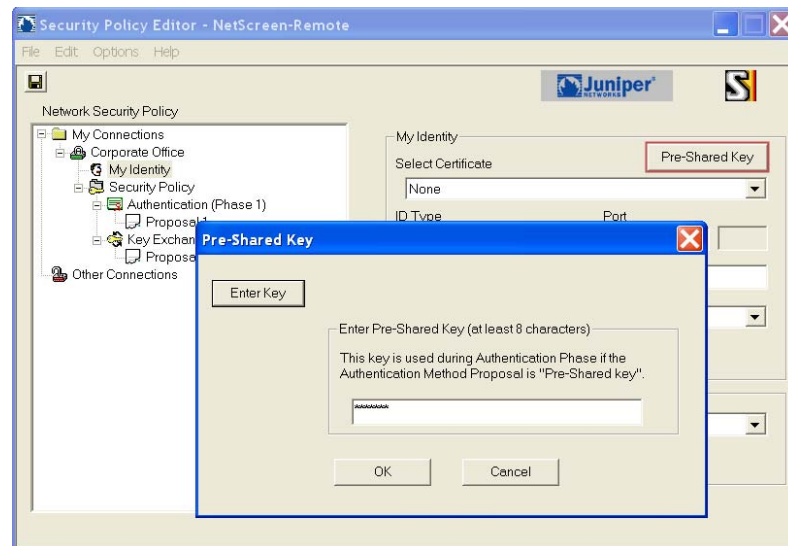 Security Policy Editor - NetScreen-Remote
File Edit Options Help
Juniper
NETWORKS
Network Security Policy
My Connections
Corporate Office
My Identity
Security Policy
Authentication (Phase 1)
Proposal 1
Key Exchan
Proposa
Other Connections
My Identity
Select Certificate
Pre-Shared Key
None
ID Type
Port
Pre-Shared Key
Enter Key
Enter Pre-Shared Key (at least 8 characters)
This key is used during Authentication Phase if the
Authentication Method Proposal is "Pre-Shared key".
OK
Cancel